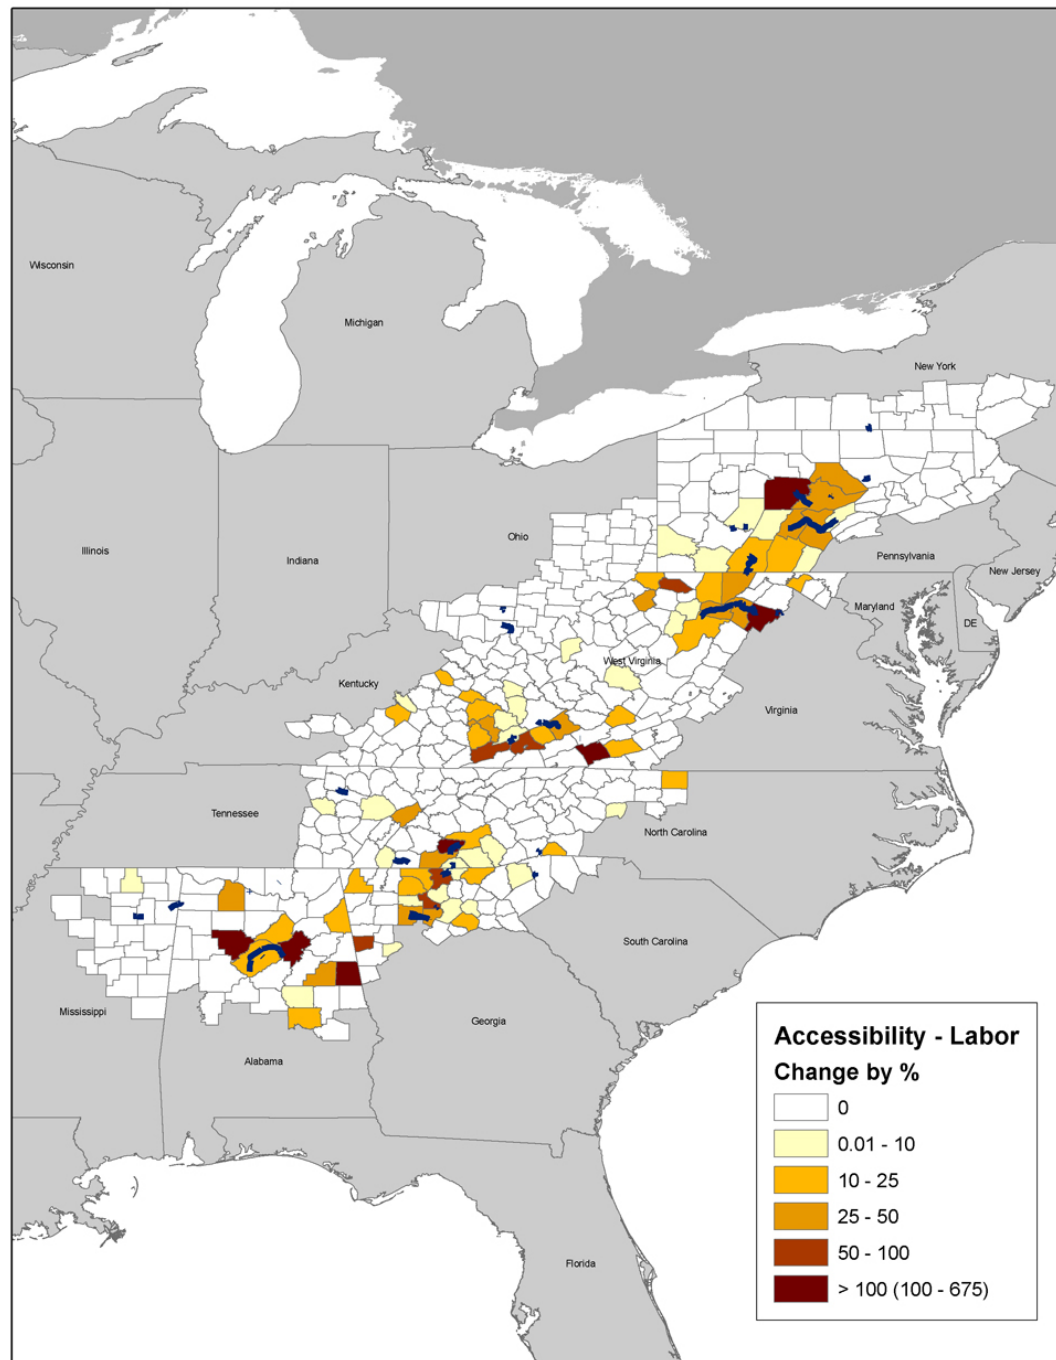 Wisconsin
Michigan
New York
Illinois
Indiana
Ohio
Pennsylvania
New Jersey
Maryland
DE
West Virginia
Kentucky
Virginia
Tennessee
North Carolina
South Carolina
Mississippi
Georgia
Alabama
Florida
Accessibility - Labor
Change by %
0
0.01 - 10
10 - 25
25 - 50
50 - 100
> 100 (100 - 675)